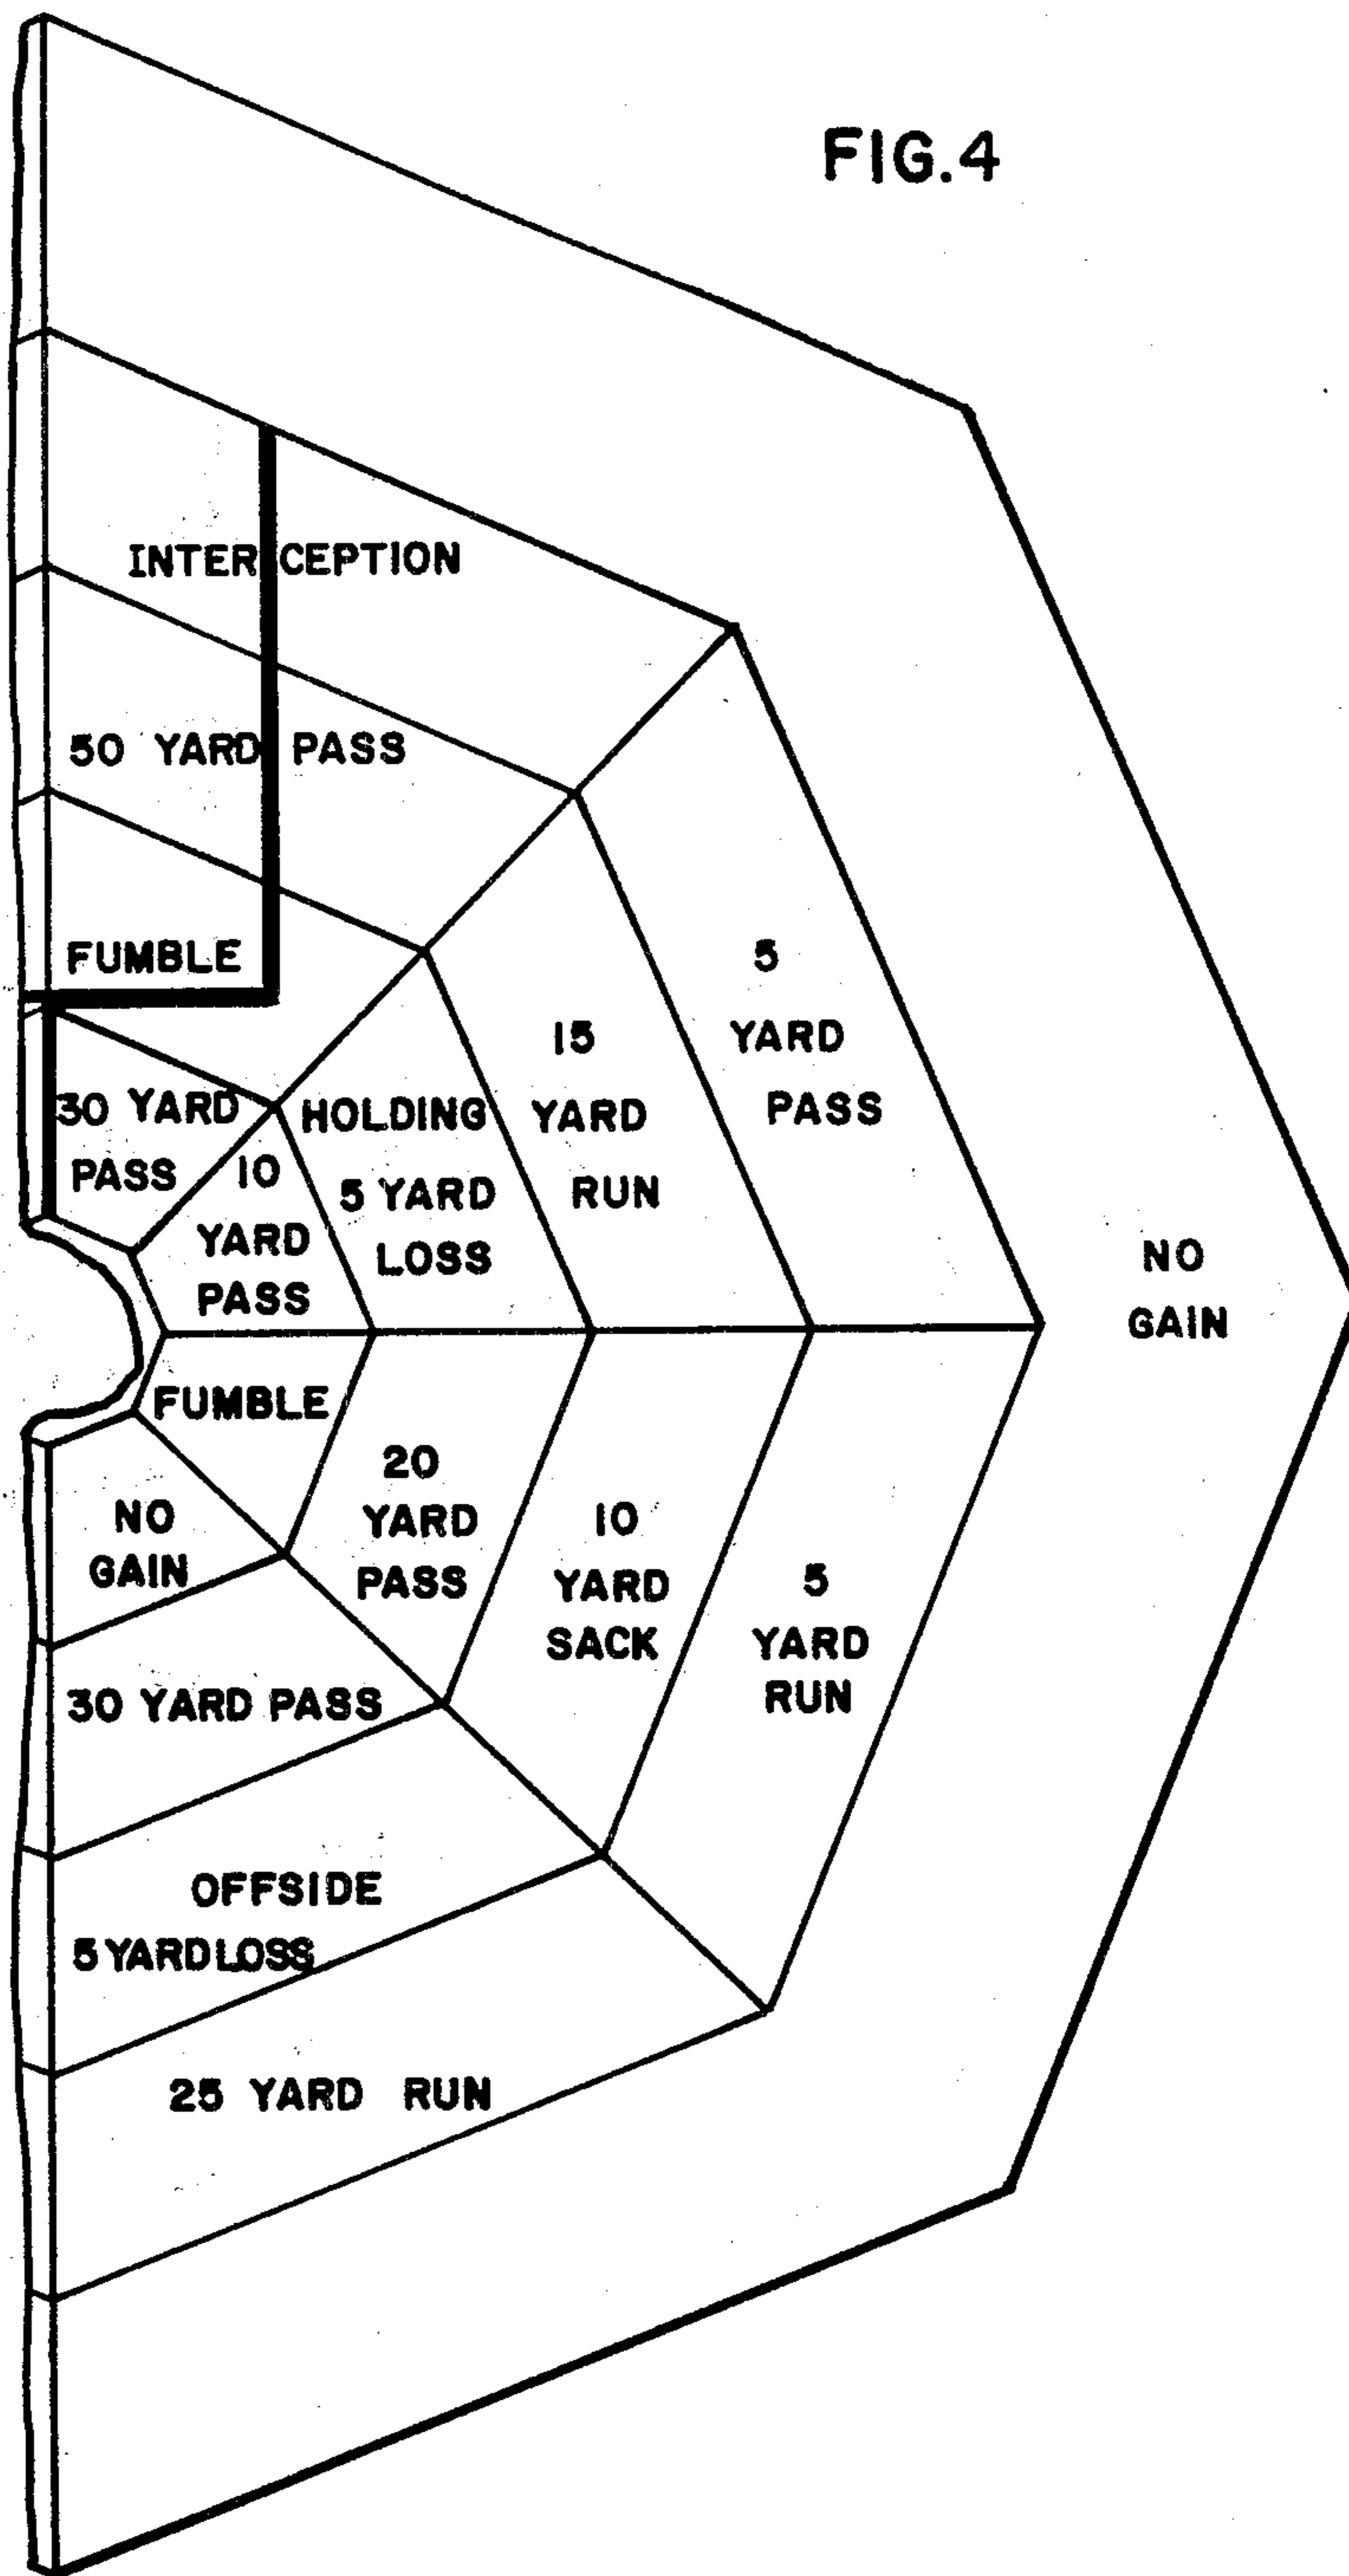 FIG.4
INTERCEPTION
50 YARD PASS
FUMBLE
30 YARD
PASS
10
YARD
PASS
HOLDING
5 YARD
LOSS
15
YARD
RUN
5
YARD
PASS
NO
GAIN
FUMBLE
20
YARD
PASS
10
YARD
SACK
5
YARD
RUN
NO
GAIN
30 YARD PASS
OFFSIDE
5 YARD LOSS
25 YARD RUN